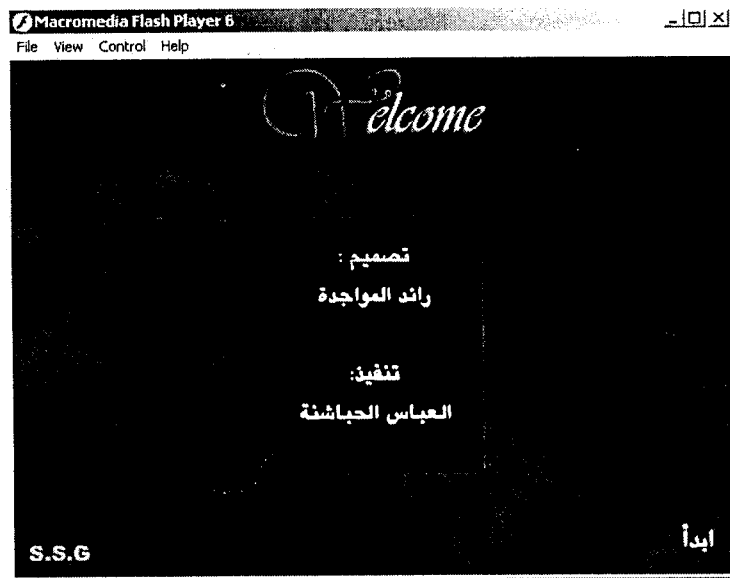 Macromedia Flash Player 6
File View Control Help
Welcome
تصميم :
رائد المواجدة
تنفيذ:
العباس الحباشنة
ابدأ
S.S.G